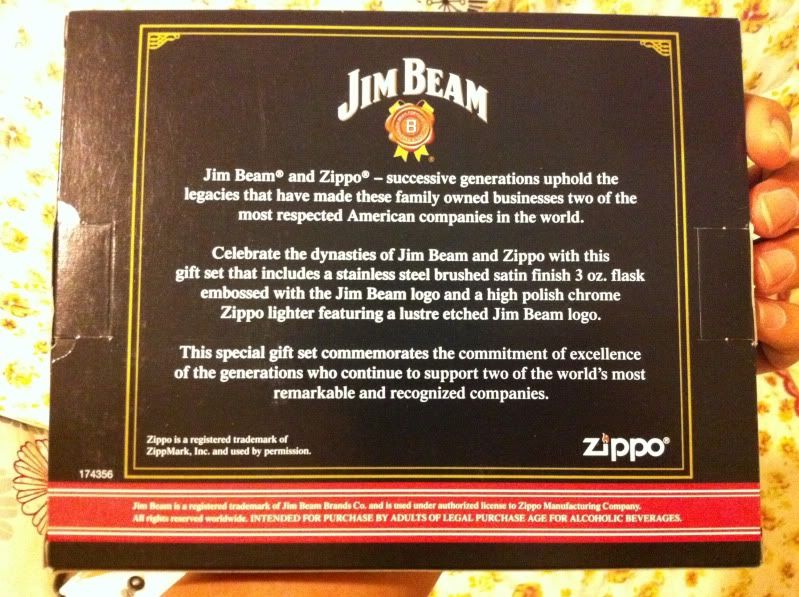 JIM BEAM
B
Jim Beam® and Zippo® – successive generations uphold the
legacies that have made these family owned businesses two of the
most respected American companies in the world.
Celebrate the dynasties of Jim Beam and Zippo with this
gift set that includes a stainless steel brushed satin finish 3 oz. flask
embossed with the Jim Beam logo and a high polish chrome
Zippo lighter featuring a lustre etched Jim Beam logo.
This special gift set commemorates the commitment of excellence
of the generations who continue to support two of the world's most
remarkable and recognized companies.
Zippo is a registered trademark of
ZippMark, Inc. and used by permission.
zippo®
174356
Jim Beam is a registered trademark of Jim Beam Brands Co. and is used under authorized license to Zippo Manufacturing Company.
All rights reserved worldwide. INTENDED FOR PURCHASE BY ADULTS OF LEGAL PURCHASE AGE FOR ALCOHOLIC BEVERAGES.